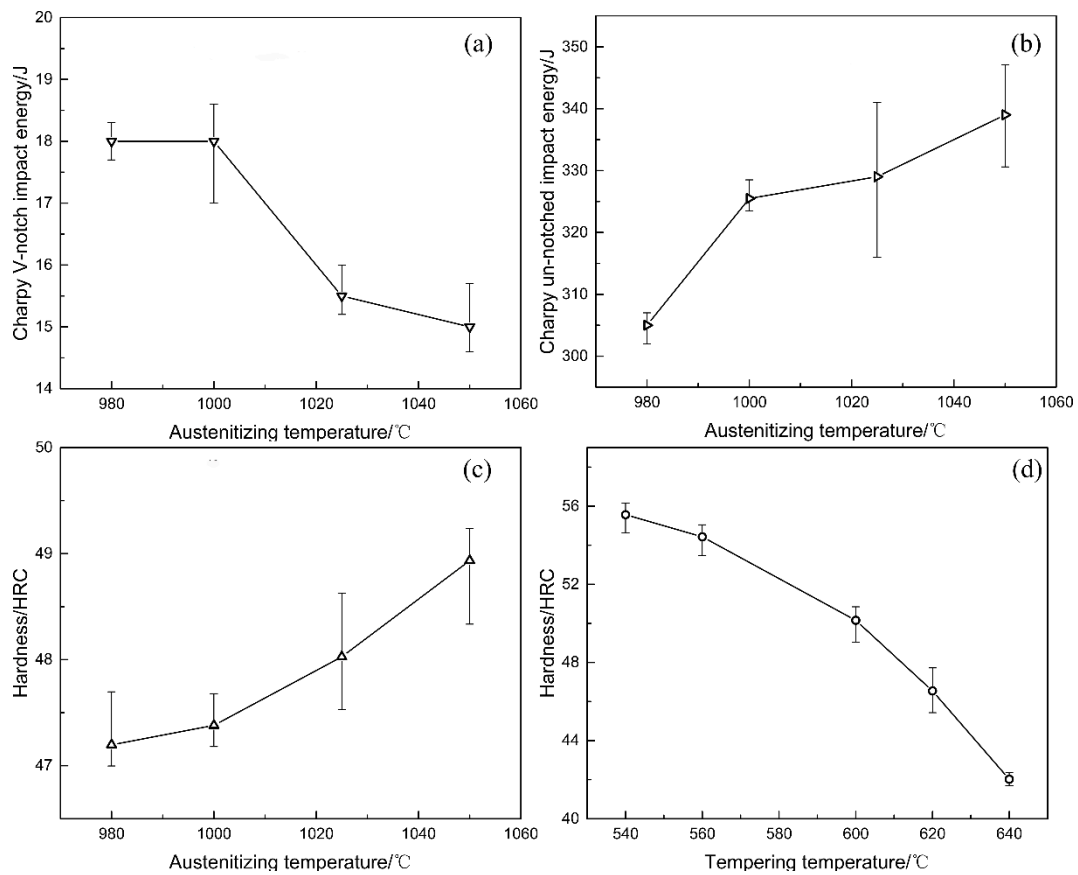 (a)
Charpy V-notch impact energy/J
20
19
18
17
16
15
14
980 1000 1020 1040 1060
Austenitizing temperature/℃
(b)
Charpy un-notched impact energy/J
350
340
330
320
310
300
980 1000 1020 1040 1060
Austenitizing temperature/℃
(c)
Hardness/HRC
50
49
48
47
980 1000 1020 1040 1060
Austenitizing temperature/℃
(d)
Hardness/HRC
56
52
48
44
40
540 560 580 600 620 640
Tempering temperature/℃